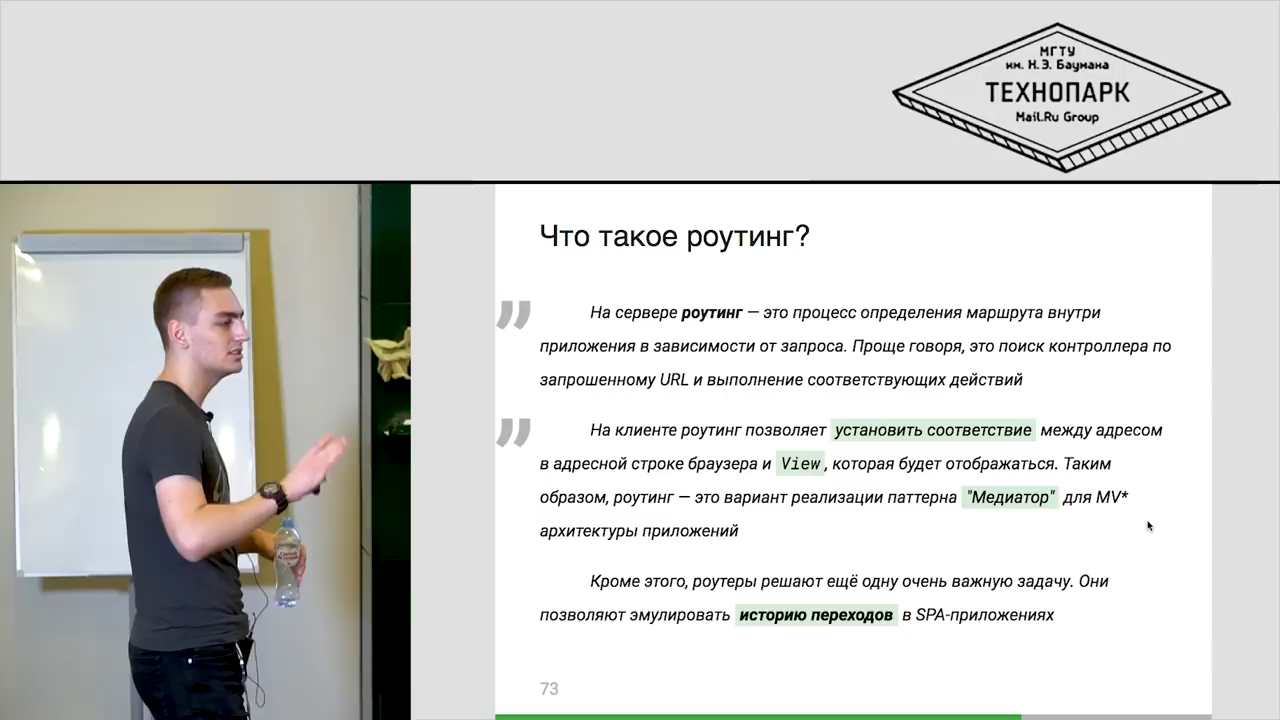 МГТУ
им. Н.Э. Баумана
ТЕХНОПАРК
Mail.Ru Group
Что такое роутинг?
На сервере роутинг — это процесс определения маршрута внутри
приложения в зависимости от запроса. Проще говоря, это поиск контроллера по
запрошенному URL и выполнение соответствующих действий
На клиенте роутинг позволяет установить соответствие между адресом
в адресной строке браузера и View, которая будет отображаться. Таким
образом, роутинг — это вариант реализации паттерна "Медиатор" для MV*
архитектуры приложений
Кроме этого, роутеры решают ещё одну очень важную задачу. Они
позволяют эмулировать историю переходов в SPA-приложениях
73